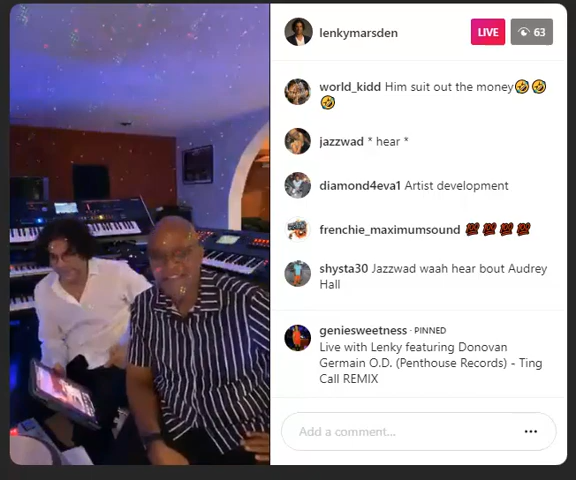 lenkymarsden
LIVE
63
world_kidd Him suit out the money🤣🤣
🤣
jazzwad * hear *
diamond4eva1 Artist development
frenchie_maximumsound 💯💯💯💯
shysta30 Jazzwad waah hear bout Audrey
Hall
geniesweetness · PINNED
Live with Lenky featuring Donovan
Germain O.D. (Penthouse Records) - Ting
Call REMIX
Add a comment...